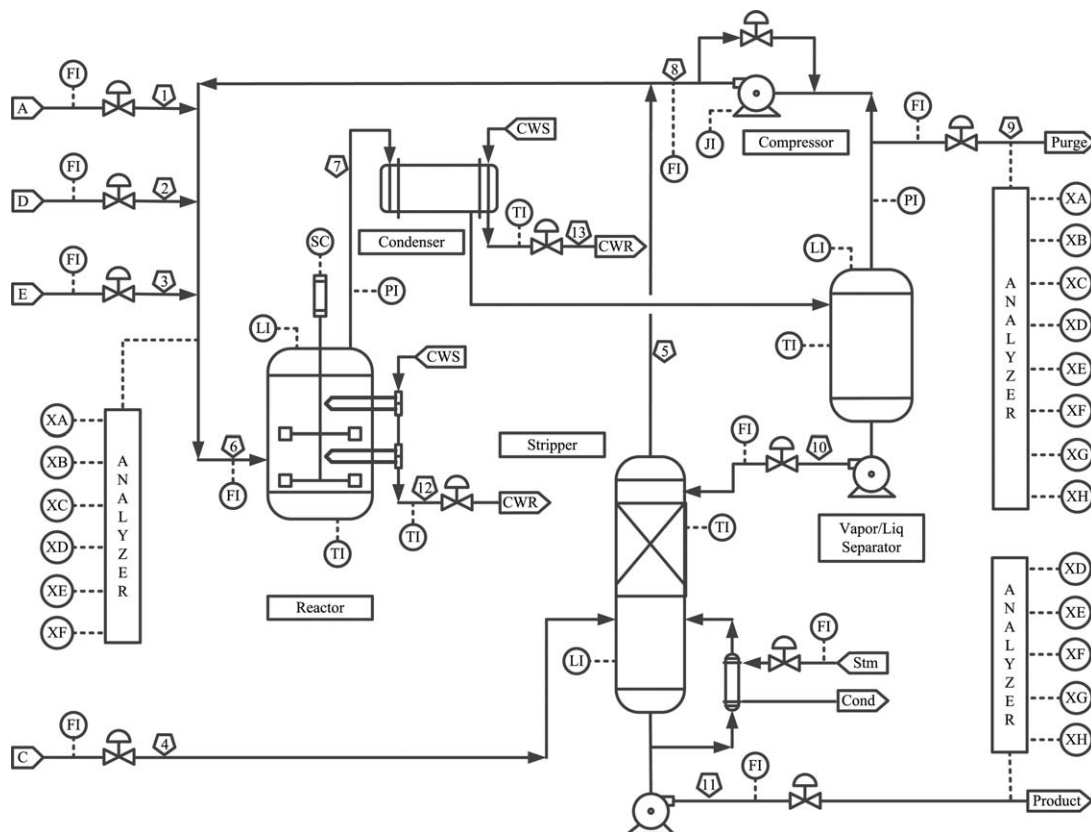 8
FI
FI
1
A
Compressor
JI
FI
FI
9
Purge
CWS
7
FI
2
D
SC
Condenser
TI
13
CWR
PI
LI
PI
XA
XB
XC
XD
XE
XF
XG
XH
ANALYZER
FI
3
E
LI
CWS
5
TI
XA
XB
XC
XD
XE
XF
ANALYZER
6
FI
Stripper
FI
10
12
CWR
TI
TI
TI
Vapor/Liq
Separator
Reactor
XD
XE
XF
XG
XH
ANALYZER
LI
FI
Stm
Cond
FI
4
C
11
FI
Product